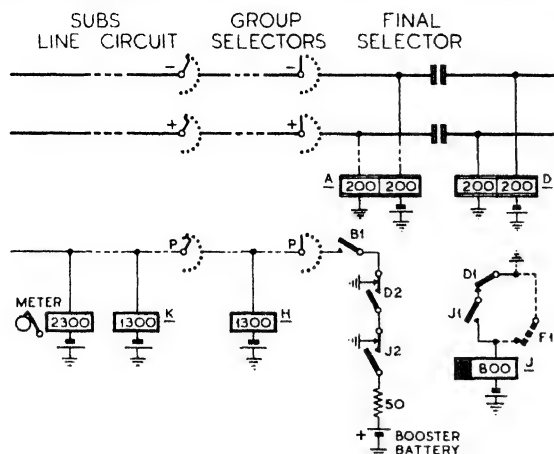 SUBS
LINE CIRCUIT
GROUP
SELECTORS
FINAL
SELECTOR
-
-
+
+
A
200
200
200
200
D
P
P
B1
D2
J2
50
+
BOOSTER
BATTERY
METER
2300
1300
K
1300
H
D1
J1
F1
800
J